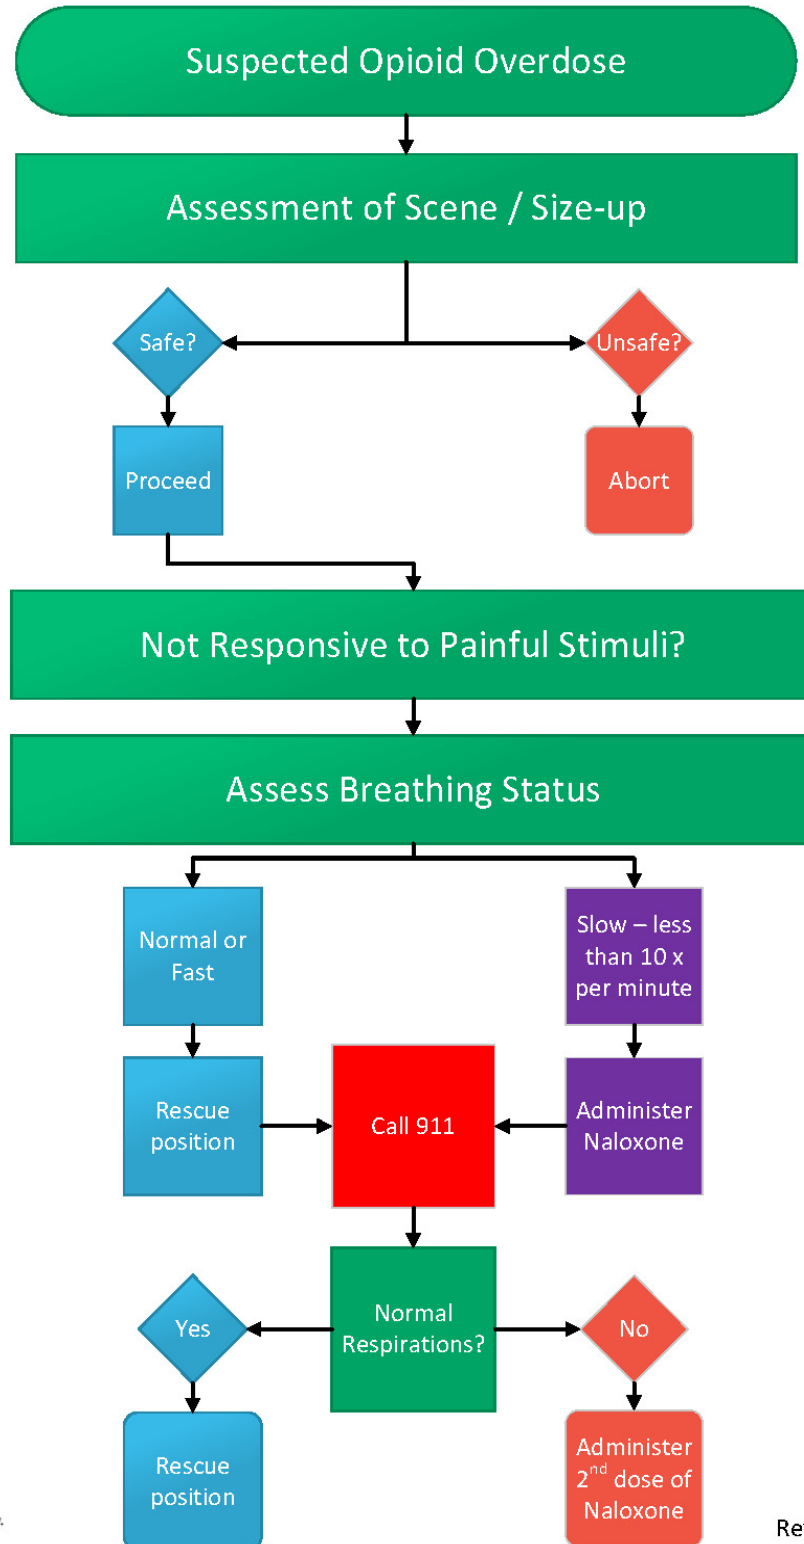 Suspected Opioid Overdose
Assessment of Scene / Size-up
Safe?
Unsafe?
Proceed
Abort
Not Responsive to Painful Stimuli?
Assess Breathing Status
Normal or
Fast
Slow – less
than 10 x
per minute
Rescue
position
Call 911
Administer
Naloxone
Yes
Normal
Respirations?
No
Rescue
position
Administer
2nd dose of
Naloxone